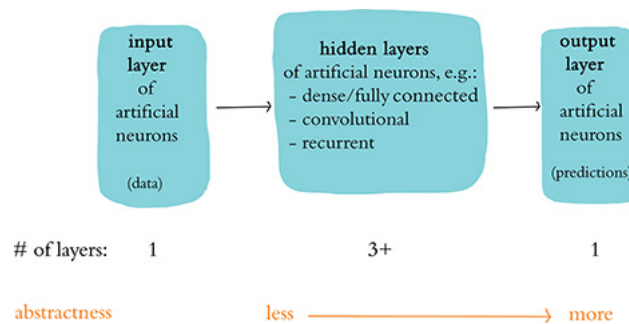 input
layer
of
artificial
neurons
(data)
hidden layers
of artificial neurons, e.g.:
- dense/fully connected
- convolutional
- recurrent
output
layer
of
artificial
neurons
(predictions)
# of layers: 1 3+ 1
abstractness less more